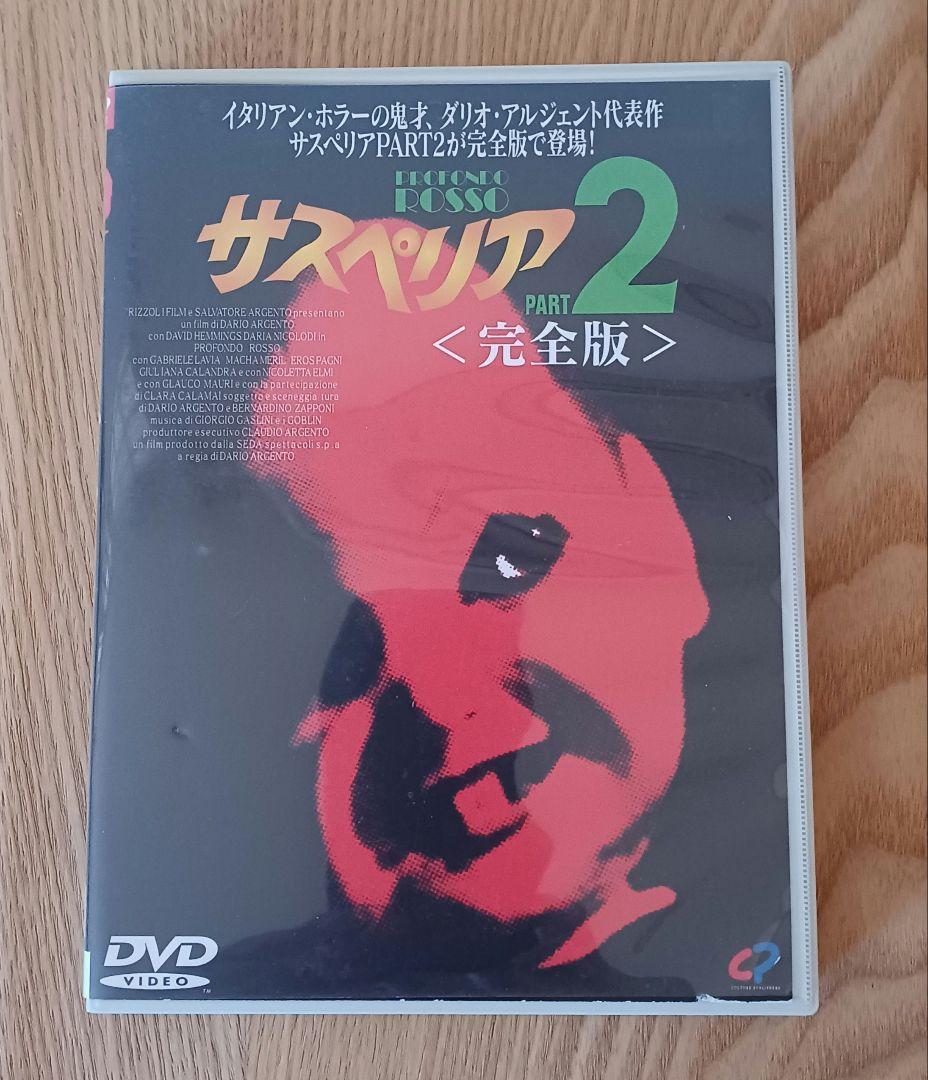 イタリアン・ホラーの鬼才、ダリオ・アルジェント代表作
サスペリアPART2が完全版で登場!
PROFONDO
ROSSO
サスペリア
PART 2
<完全版>
RIZZOLI FILM e SALVATORE ARGENTO presentano
un film di DARIO ARGENTO
con DAVID HEMMINGS DARIA NICOLODI in
PROFONDO ROSSO
con GABRIELE LAVIA MACHA MERIL EROS PAGNI
GIULIANA CALANDRA e con NICOLETTA ELMI
e con GLAUCO MAURI e con la partecipazione
di CLARA CALAMAI soggetto e sceneggia tura
di DARIO ARGENTO e BERNARDINO ZAPPONI
musica di GIORGIO GASLINI e i GOBLIN
produttore esecutivo CLAUDIO ARGENTO
un film prodotto dalla SEDA spettacoli s.p.a
a regia di DARIO ARGENTO
DVD
VIDEO
TM
CP
CULTURE PUBLISHERS